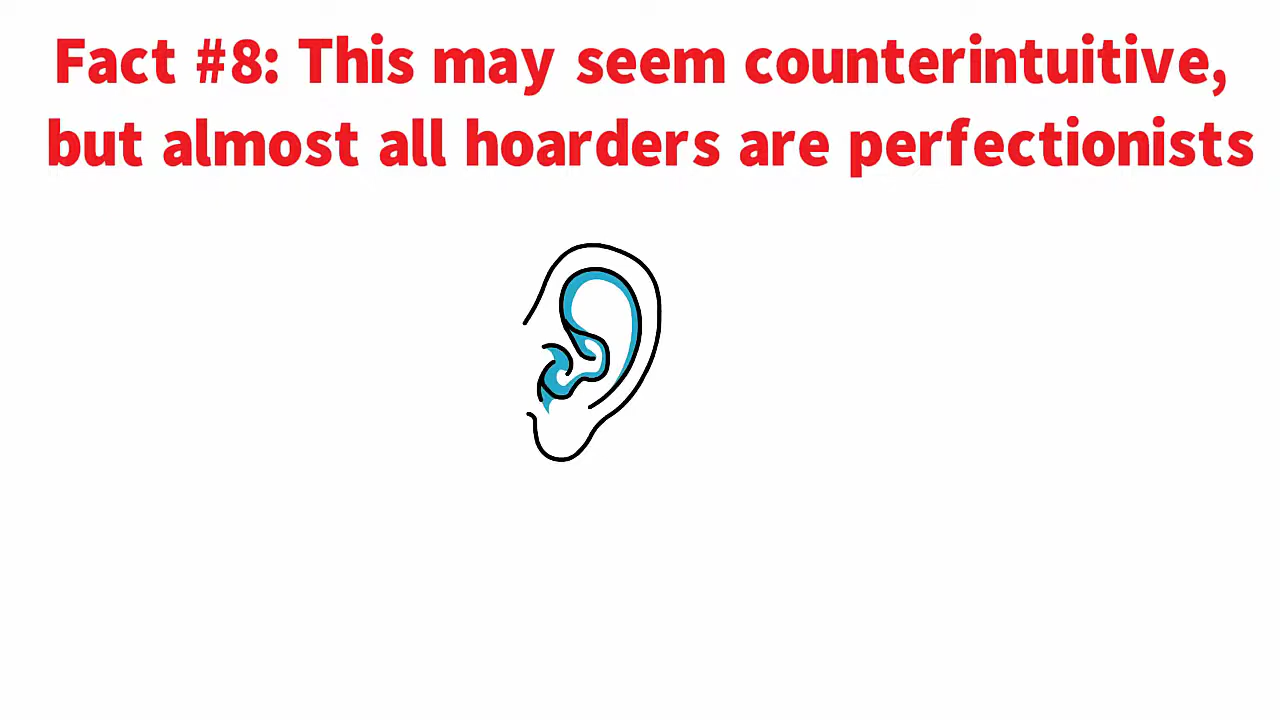 Fact #8: This may seem counterintuitive,
but almost all hoarders are perfectionists